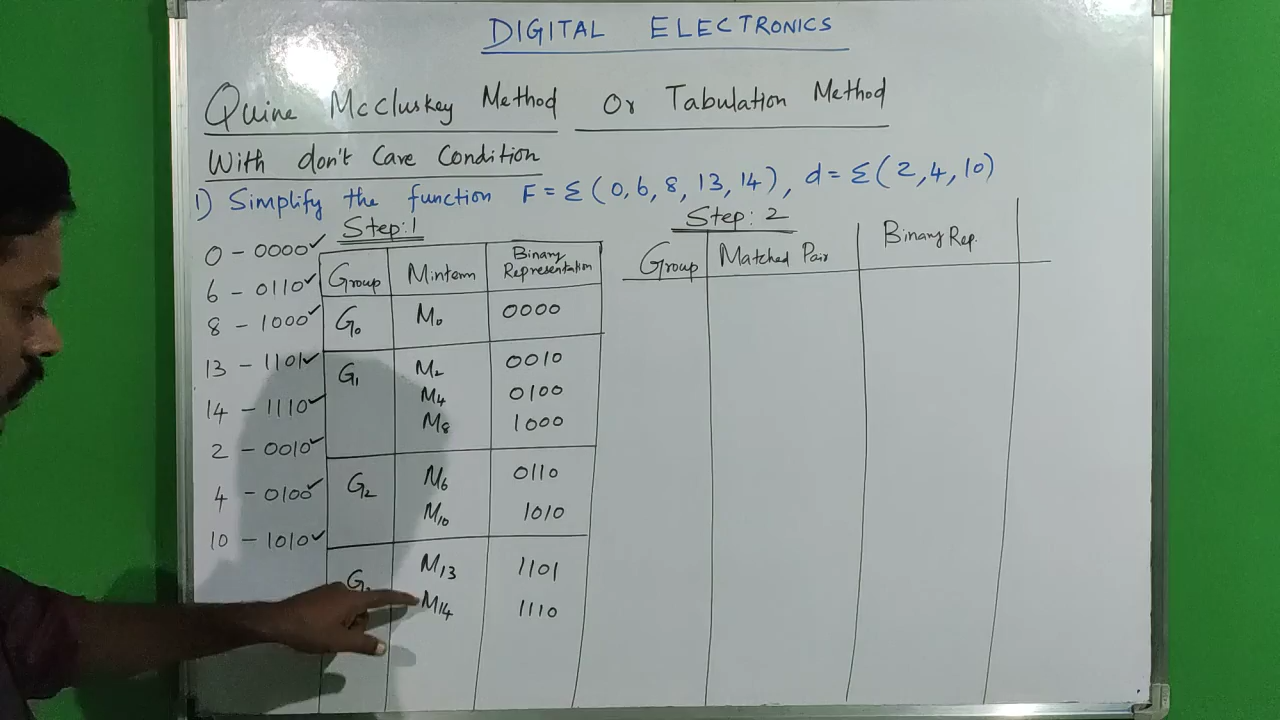 DIGITAL ELECTRONICS
Quine McCluskey Method Or Tabulation Method
With don't Care Condition
1) Simplify the function F = Σ (0, 6, 8, 13, 14), d = Σ (2, 4, 10)
Step: 1
Step: 2
0 - 0000 ✓
6 - 0110 ✓
8 - 1000 ✓
13 - 1101 ✓
14 - 1110 ✓
2 - 0010 ✓
4 - 0100 ✓
10 - 1010 ✓
Group Minterm Binary Representation
G₀ M₀ 0000
G₁ M₂ 0010
M₄ 0100
M₈ 1000
G₂ M₆ 0110
M₁₀ 1010
M13 1101
M14 1110
Group Matched Pair Binary Rep.